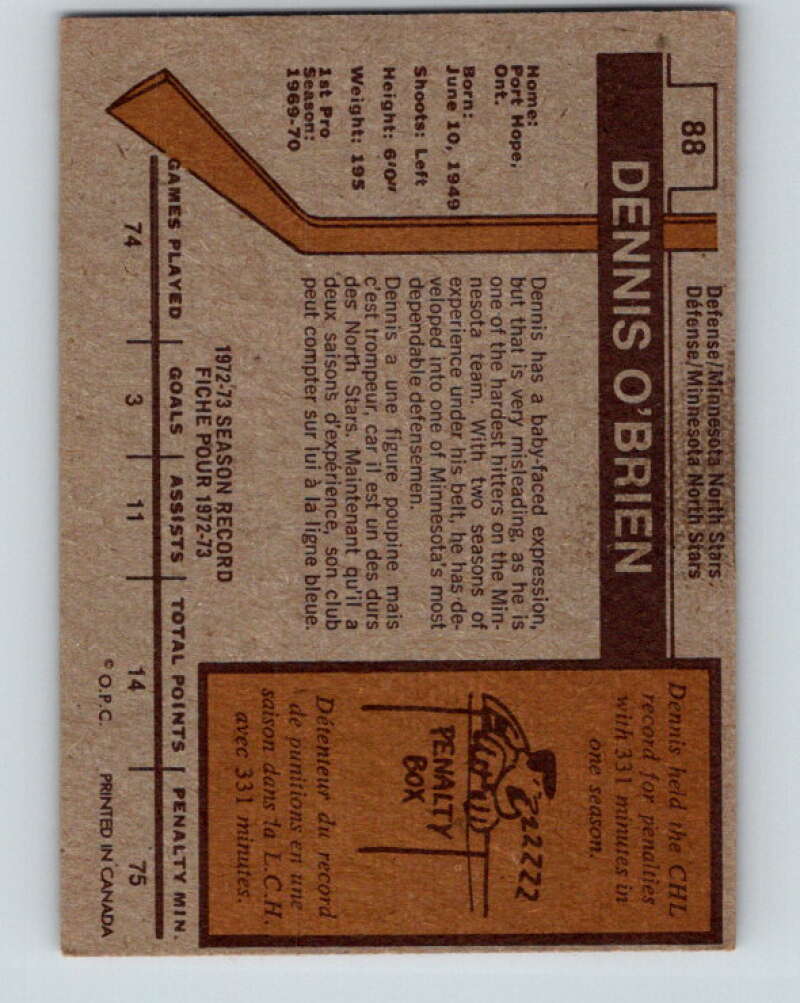 88
Defense/Minnesota North Stars
Défense/Minnesota North Stars
DENNIS O'BRIEN
Home:
Port Hope,
Ont.
Born:
June 10, 1949
Shoots: Left
Height: 6'0"
Weight: 195
1st Pro
Season:
1969-70
Dennis has a baby-faced expression,
but that is very misleading, as he is
one of the hardest hitters on the Min-
nesota team. With two seasons of
experience under his belt, he has de-
veloped into one of Minnesota's most
dependable defensemen.
Dennis a une figure poupine mais
c'est trompeur, car il est un des durs
des North Stars. Maintenant qu'il a
deux saisons d'expérience, son club
peut compter sur lui à la ligne bleue.
Dennis held the CHL
record for penalties
with 331 minutes in
one season.
ZZZZZZ
PENALTY
BOX
Détenteur du record
de punitions en une
saison dans la L.C.H.
avec 331 minutes.
1972-73 SEASON RECORD
FICHE POUR 1972-73
GAMES PLAYED | GOALS | ASSISTS | TOTAL POINTS | PENALTY MIN.
74 3 11 14 75
© O.P.C. PRINTED IN CANADA